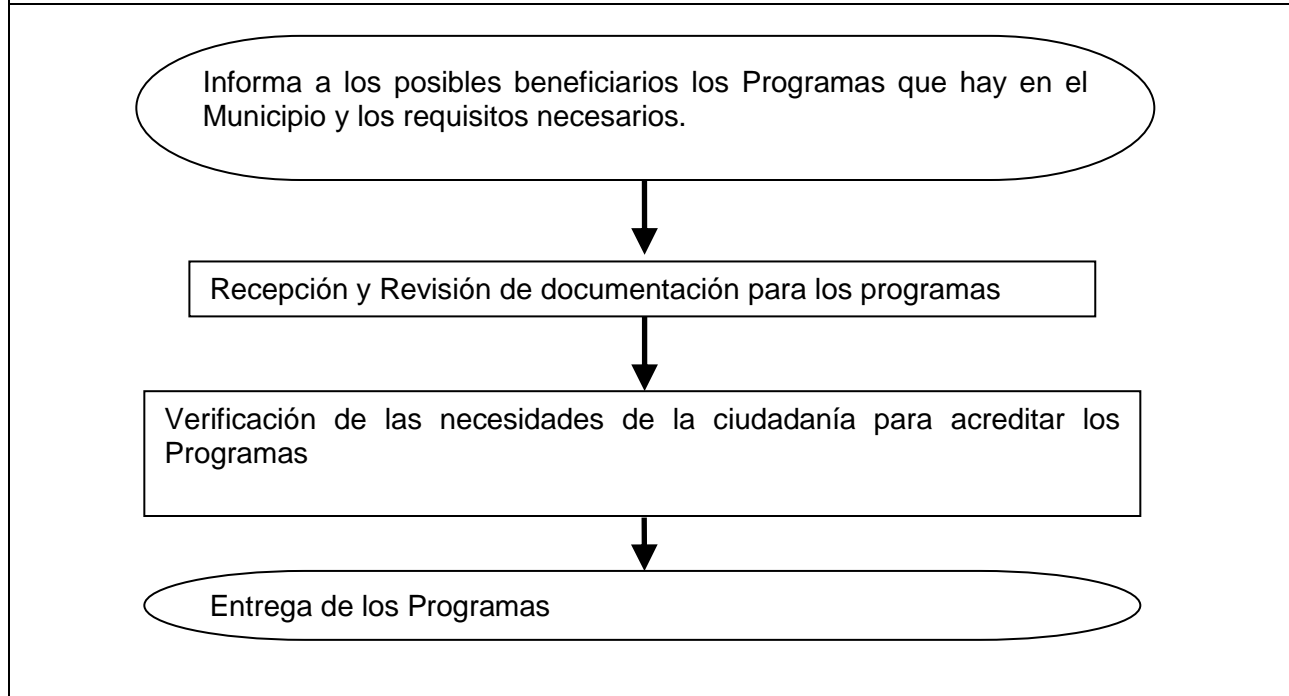 Informa a los posibles beneficiarios los Programas que hay en el
Municipio y los requisitos necesarios.
Recepción y Revisión de documentación para los programas
Verificación de las necesidades de la ciudadanía para acreditar los
Programas
Entrega de los Programas